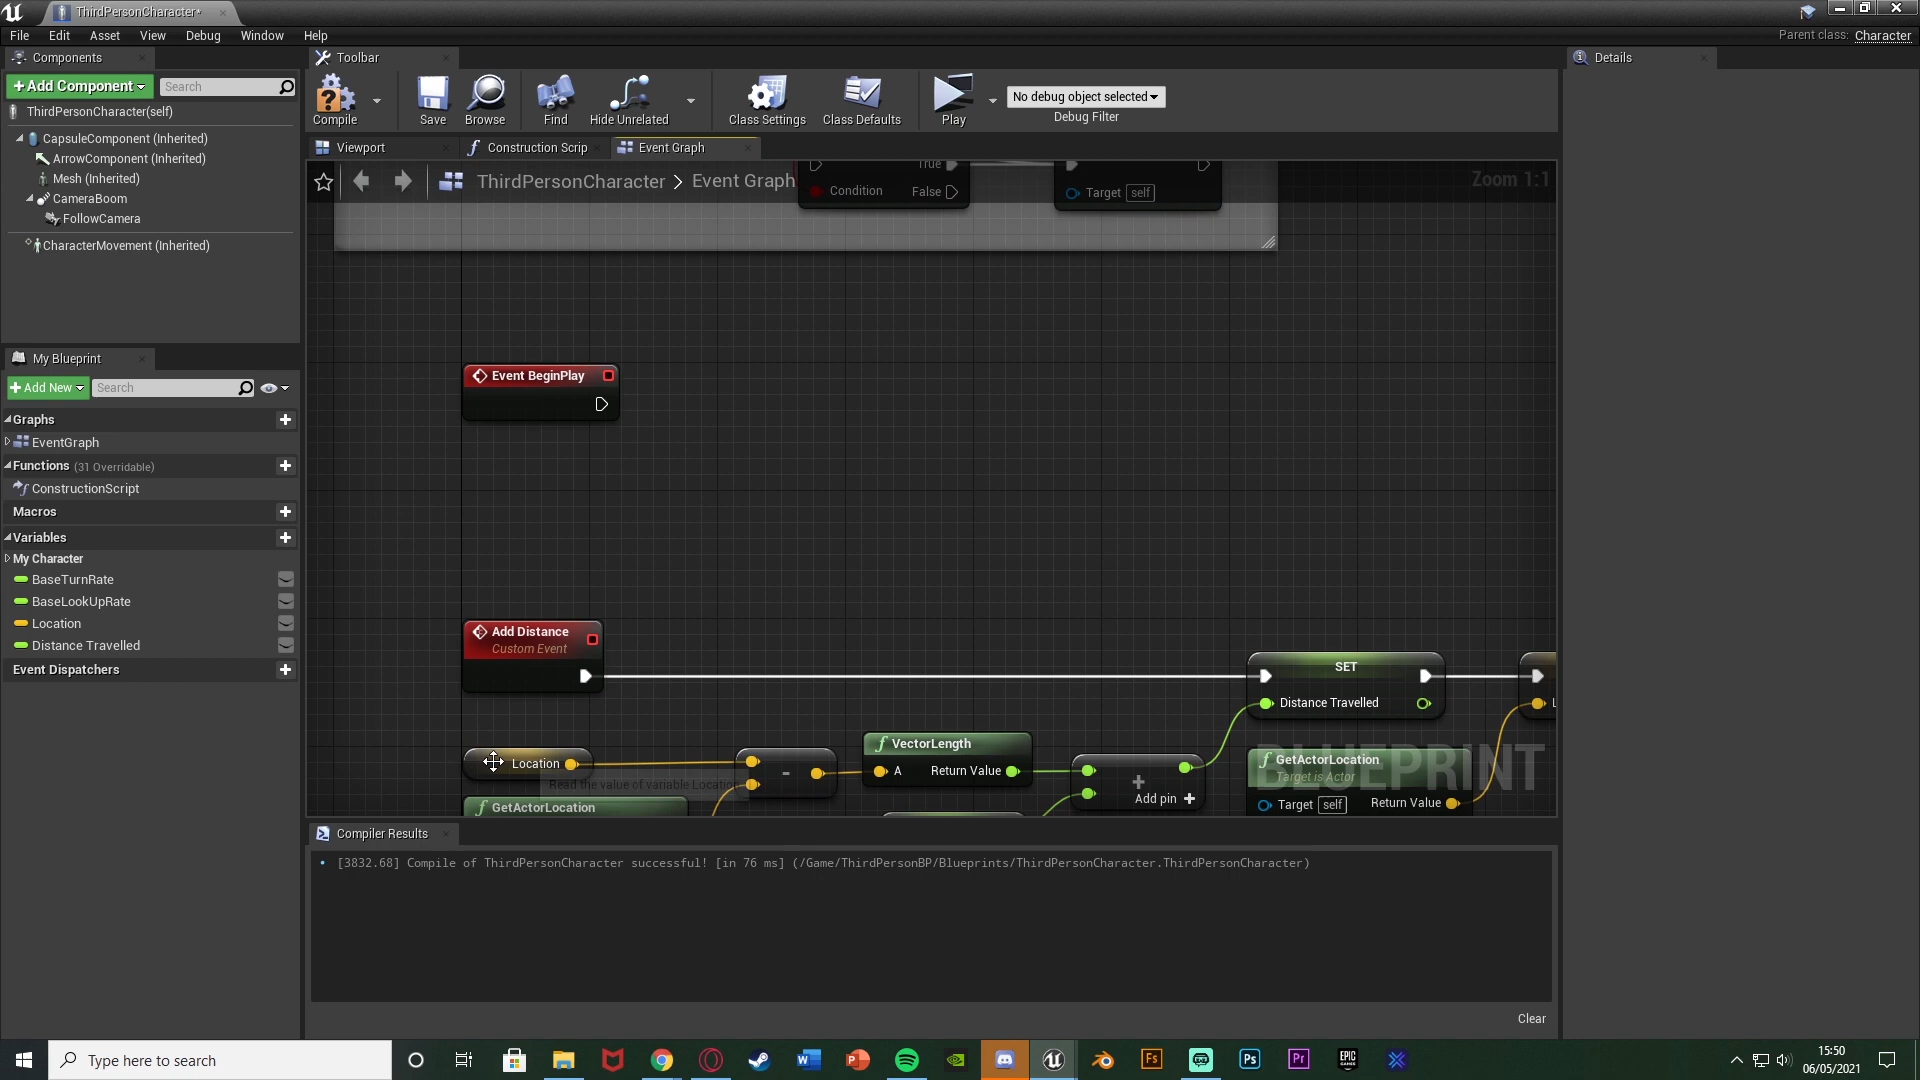 ThirdPersonCharacter*
File Edit Asset View Debug Window Help
Parent class: Character
Components
Toolbar
Details
+Add Component
Search
ThirdPersonCharacter(self)
CapsuleComponent (Inherited)
ArrowComponent (Inherited)
Mesh (Inherited)
CameraBoom
FollowCamera
CharacterMovement (Inherited)
Compile
Save
Browse
Find
Hide Unrelated
Class Settings
Class Defaults
Play
No debug object selected
Debug Filter
Viewport
Construction Scrip
Event Graph
ThirdPersonCharacter > Event Graph
Zoom 1:1
True
Condition False
Target self
My Blueprint
+Add New
Search
Graphs
EventGraph
Functions (31 Overridable)
ConstructionScript
Macros
Variables
My Character
BaseTurnRate
BaseLookUpRate
Location
Distance Travelled
Event Dispatchers
Event BeginPlay
Add Distance
Custom Event
SET
Distance Travelled
L
Location
Read the value of variable Location
GetActorLocation
-
VectorLength
A Return Value
+
Add pin +
GetActorLocation
Target is Actor
Target self Return Value
BLUEPRINT
Compiler Results
[3832.68] Compile of ThirdPersonCharacter successful! [in 76 ms] (/Game/ThirdPersonBP/Blueprints/ThirdPersonCharacter.ThirdPersonCharacter)
Clear
Type here to search
15:50
06/05/2021